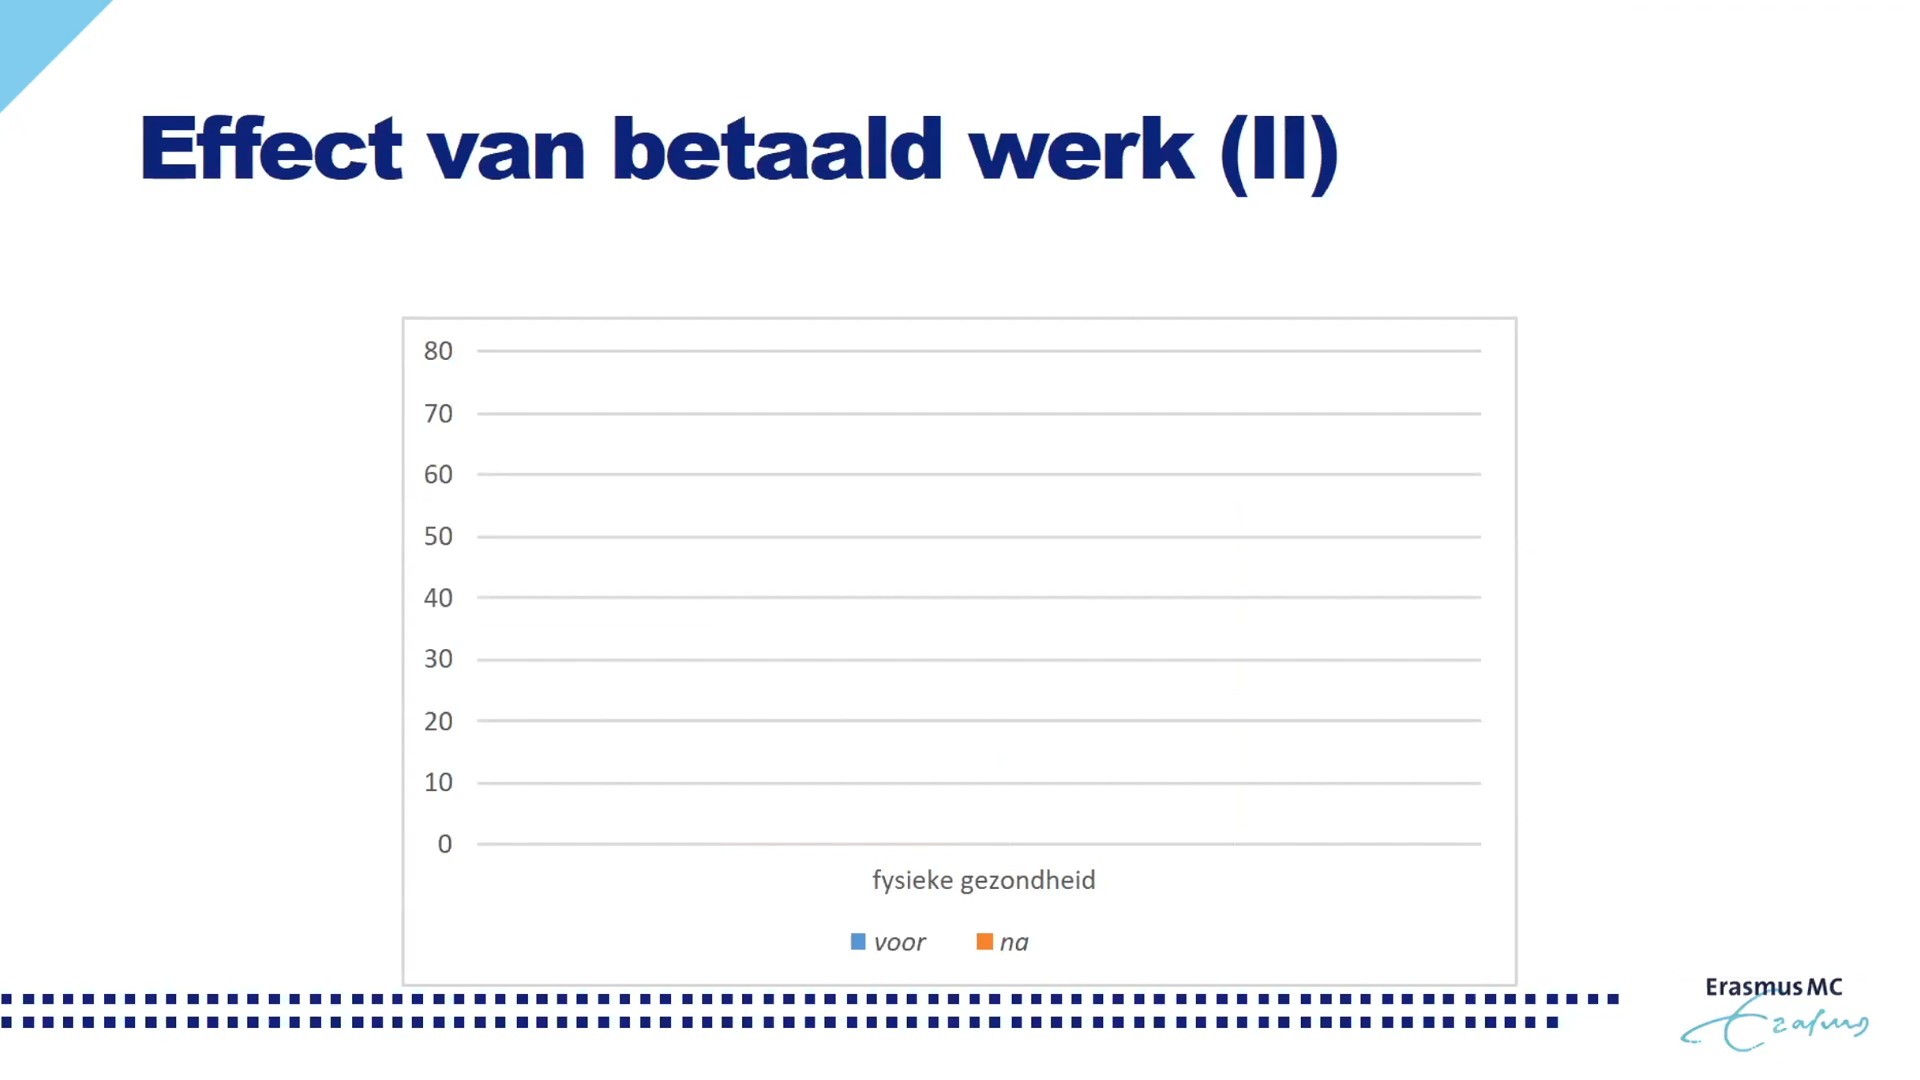 Effect van betaald werk (II)
80
70
60
50
40
30
20
10
0
fysieke gezondheid
voor na
Erasmus MC
Erasmus